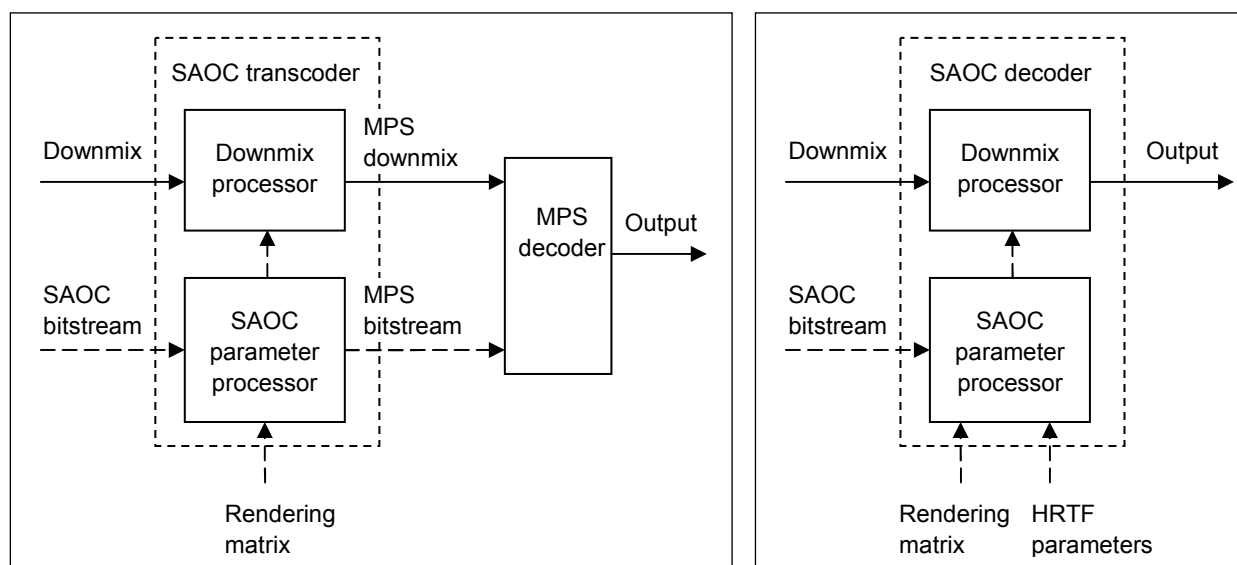 SAOC transcoder
Downmix
Downmix
processor
MPS
downmix
MPS
decoder
Output
SAOC
bitstream
SAOC
parameter
processor
MPS
bitstream
Rendering
matrix
SAOC decoder
Downmix
Downmix
processor
Output
SAOC
bitstream
SAOC
parameter
processor
Rendering
matrix
HRTF
parameters